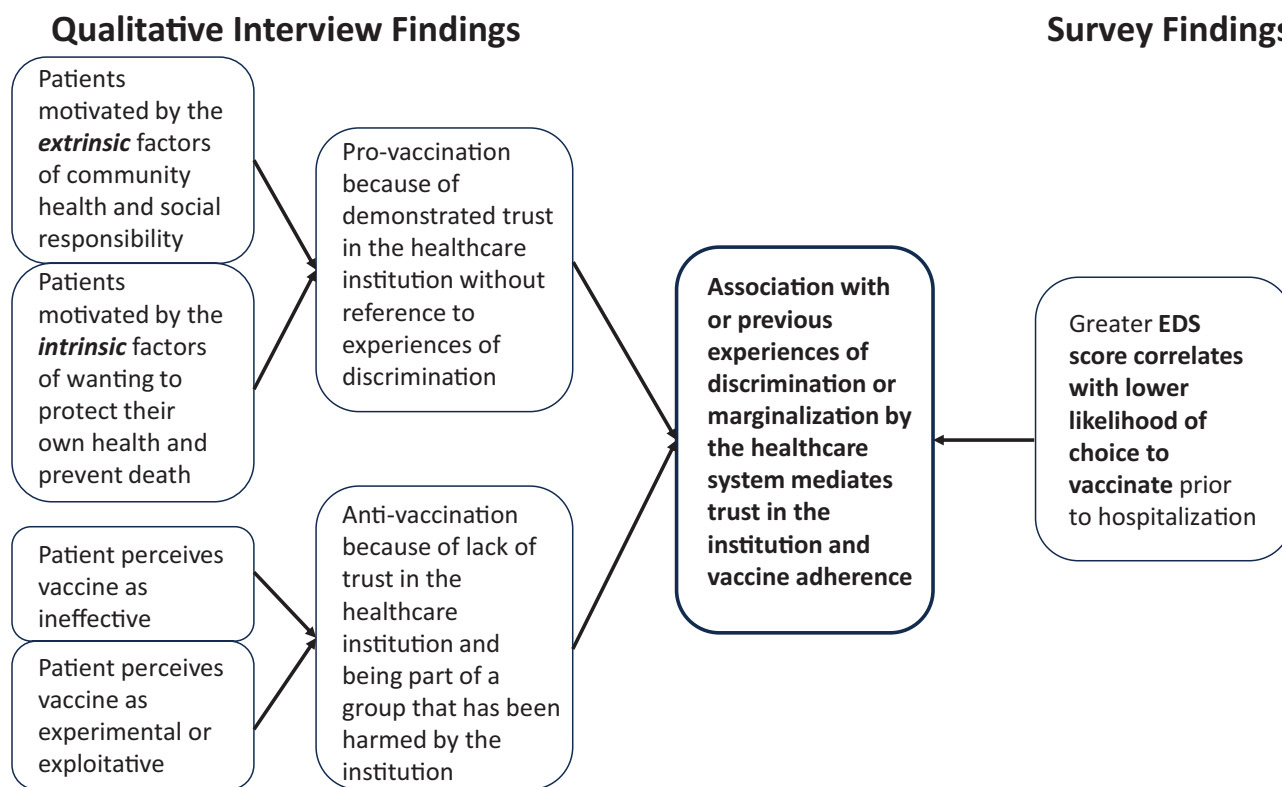 Qualitative Interview Findings
Survey Findings
Patients
motivated by the
extrinsic factors
of community
health and social
responsibility
Patients
motivated by the
intrinsic factors
of wanting to
protect their
own health and
prevent death
Patient perceives
vaccine as
ineffective
Patient perceives
vaccine as
experimental or
exploitative
Pro-vaccination
because of
demonstrated trust
in the healthcare
institution without
reference to
experiences of
discrimination
Anti-vaccination
because of lack of
trust in the
healthcare
institution and
being part of a
group that has been
harmed by the
institution
Association with
or previous
experiences of
discrimination or
marginalization by
the healthcare
system mediates
trust in the
institution and
vaccine adherence
Greater EDS
score correlates
with lower
likelihood of
choice to
vaccinate prior
to hospitalization